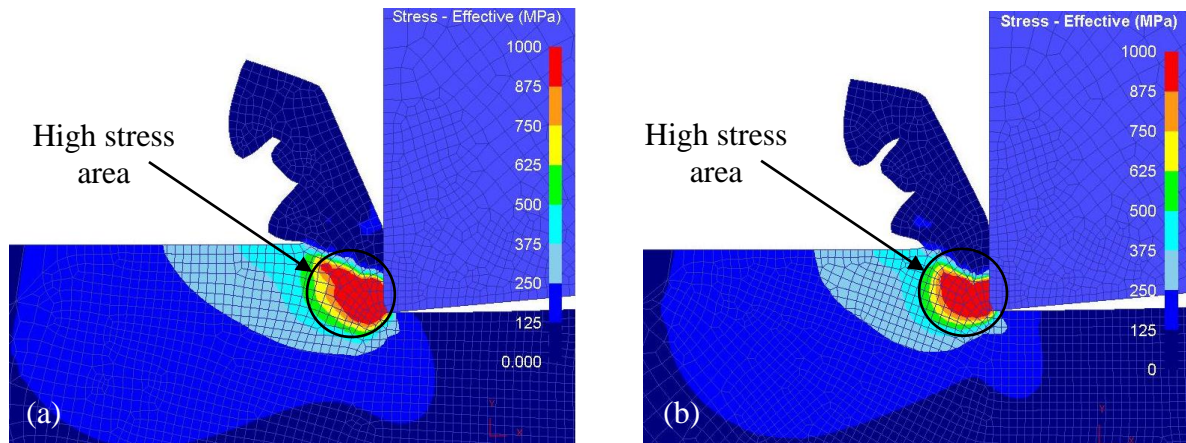 Stress - Effective (MPa)
1000
875
750
625
500
375
250
125
0.000
High stress
area
(a)
Y
X
Stress - Effective (MPa)
1000
875
750
625
500
375
250
125
0
High stress
area
(b)
Y